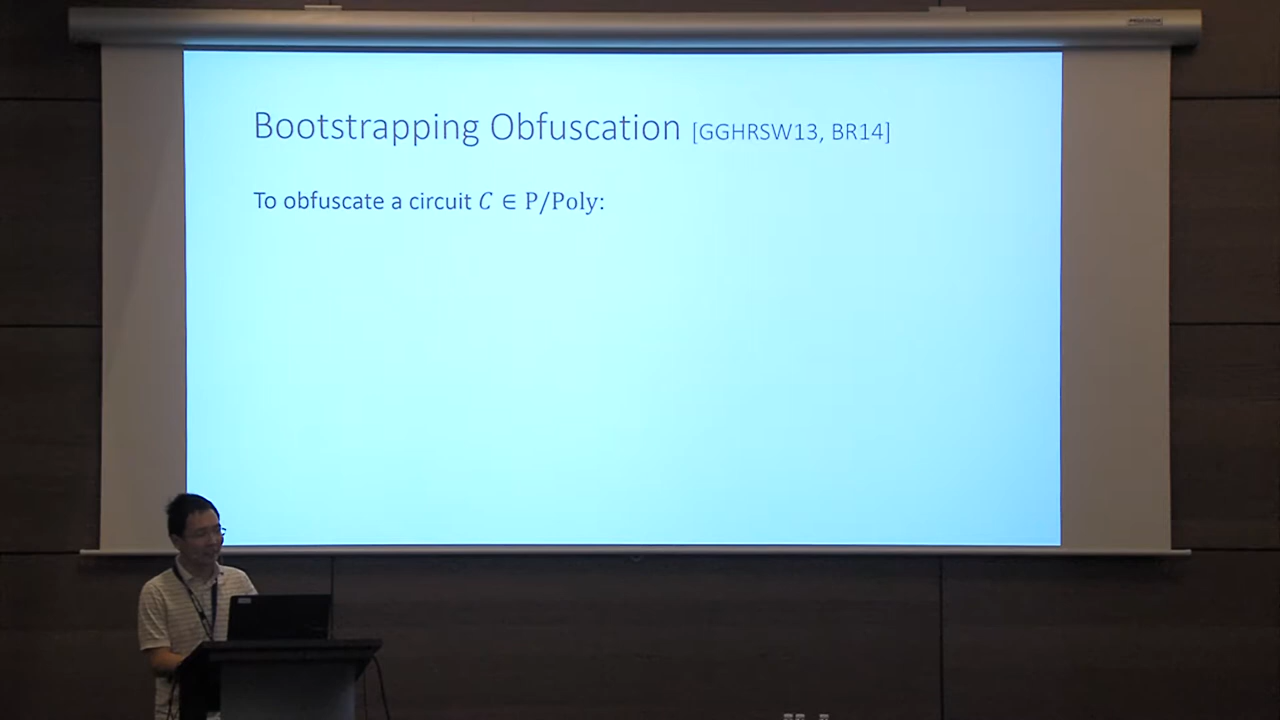 Bootstrapping Obfuscation [GGHRSW13, BR14]
To obfuscate a circuit 𝐶 ∈ P/Poly: